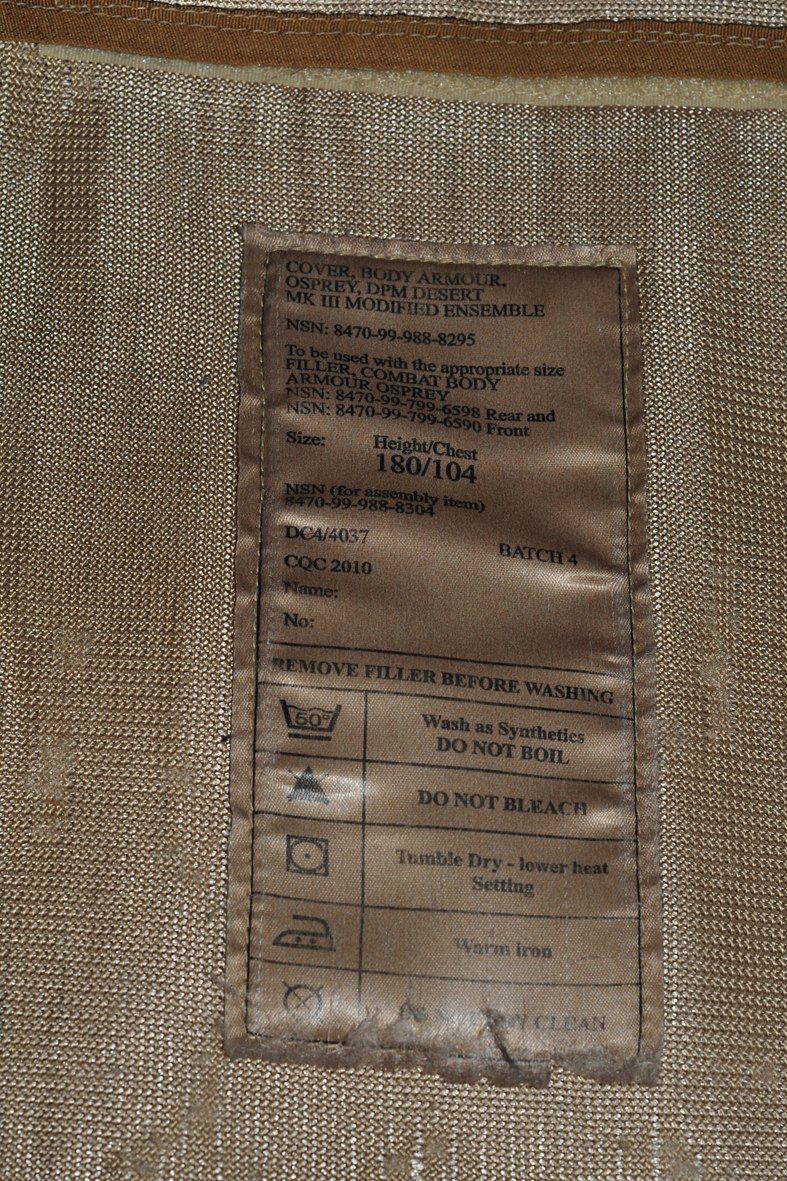 COVER, BODY ARMOUR,
OSPREY, DPM DESERT
MK III MODIFIED ENSEMBLE
NSN: 8470-99-988-8295
To be used with the appropriate size
FILLER, COMBAT BODY
ARMOUR OSPREY
NSN: 8470-99-799-6598 Rear and
NSN: 8470-99-799-6590 Front
Size: Height/Chest
180/104
NSN (for assembly item)
8470-99-988-8304
DC4/4037 BATCH 4
CQC 2010
Name:
No:
REMOVE FILLER BEFORE WASHING
50°
Wash as Synthetics
DO NOT BOIL
DO NOT BLEACH
Tumble Dry - lower heat
Setting
Warm iron
CLEAN